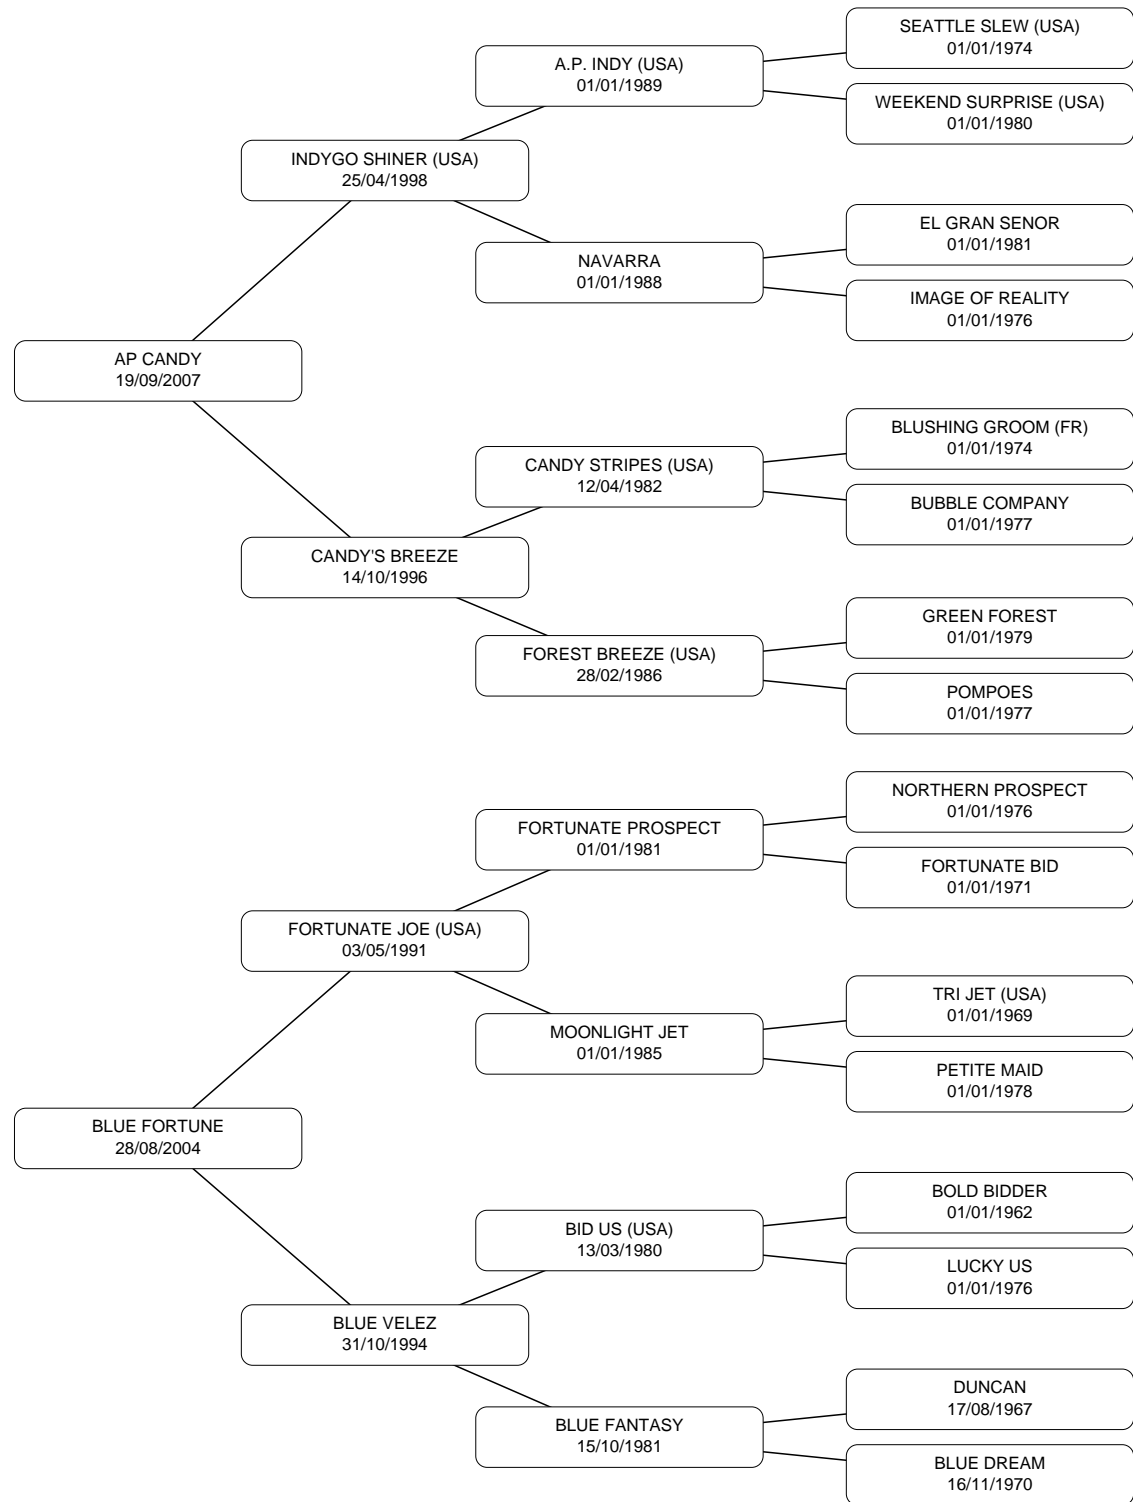 SEATTLE SLEW (USA)
01/01/1974
A.P. INDY (USA)
01/01/1989
WEEKEND SURPRISE (USA)
01/01/1980
INDYGO SHINER (USA)
25/04/1998
EL GRAN SENOR
01/01/1981
NAVARRA
01/01/1988
IMAGE OF REALITY
01/01/1976
AP CANDY
19/09/2007
BLUSHING GROOM (FR)
01/01/1974
CANDY STRIPES (USA)
12/04/1982
BUBBLE COMPANY
01/01/1977
CANDY'S BREEZE
14/10/1996
GREEN FOREST
01/01/1979
FOREST BREEZE (USA)
28/02/1986
POMPOES
01/01/1977
NORTHERN PROSPECT
01/01/1976
FORTUNATE PROSPECT
01/01/1981
FORTUNATE BID
01/01/1971
FORTUNATE JOE (USA)
03/05/1991
TRI JET (USA)
01/01/1969
MOONLIGHT JET
01/01/1985
PETITE MAID
01/01/1978
BLUE FORTUNE
28/08/2004
BOLD BIDDER
01/01/1962
BID US (USA)
13/03/1980
LUCKY US
01/01/1976
BLUE VELEZ
31/10/1994
DUNCAN
17/08/1967
BLUE FANTASY
15/10/1981
BLUE DREAM
16/11/1970